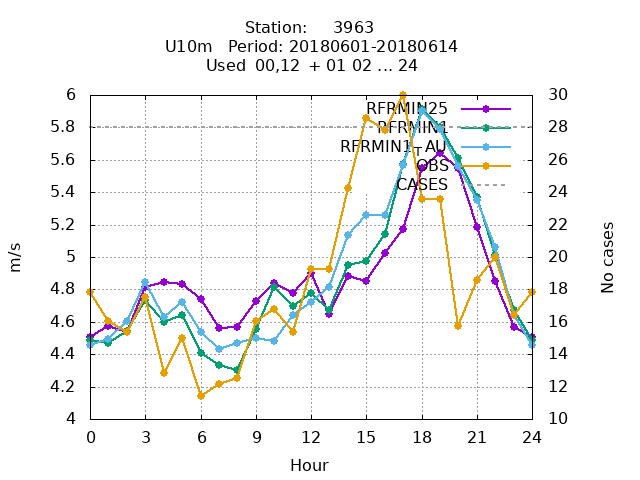 Station: 3963
U10m Period: 20180601-20180614
Used 00,12 + 01 02 ... 24
6 30
RFRMIN25
5.8 RFRMIN1 28
RFRMIN1+AU
5.6 OBS 26
CASES
5.4 24
5.2 22
5 20
4.8 18
4.6 16
4.4 14
4.2 12
4 10
m/s
No cases
0 3 6 9 12 15 18 21 24
Hour